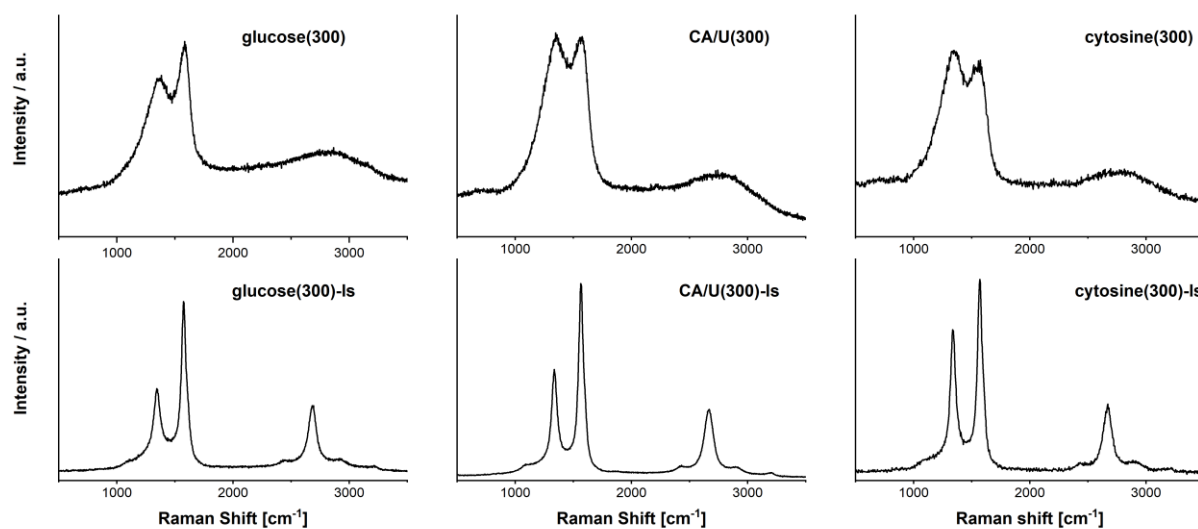 glucose(300)
CA/U(300)
cytosine(300)
Intensity / a.u.
1000 2000 3000
1000 2000 3000
1000 2000 3000
glucose(300)-ls
CA/U(300)-ls
cytosine(300)-ls
Intensity / a.u.
1000 2000 3000
1000 2000 3000
1000 2000 3000
Raman Shift [cm⁻¹]
Raman Shift [cm⁻¹]
Raman shift [cm⁻¹]